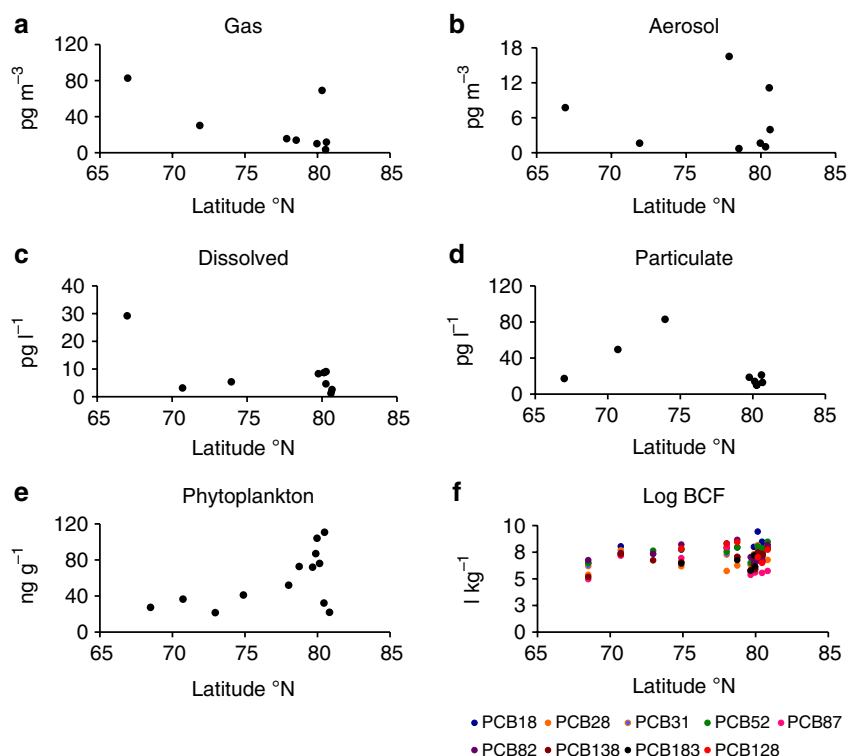 a Gas
120
80
40
0
pg m⁻³
65 70 75 80 85
Latitude °N
b Aerosol
18
12
6
0
pg m⁻³
65 70 75 80 85
Latitude °N
c Dissolved
40
30
20
10
0
pg l⁻¹
65 70 75 80 85
Latitude °N
d Particulate
120
80
40
0
pg l⁻¹
65 70 75 80 85
Latitude °N
e Phytoplankton
120
80
40
0
ng g⁻¹
65 70 75 80 85
Latitude °N
f Log BCF
10
8
5
3
0
l kg⁻¹
65 70 75 80 85
Latitude °N
PCB18 PCB28 PCB31 PCB52 PCB87
PCB82 PCB138 PCB183 PCB128